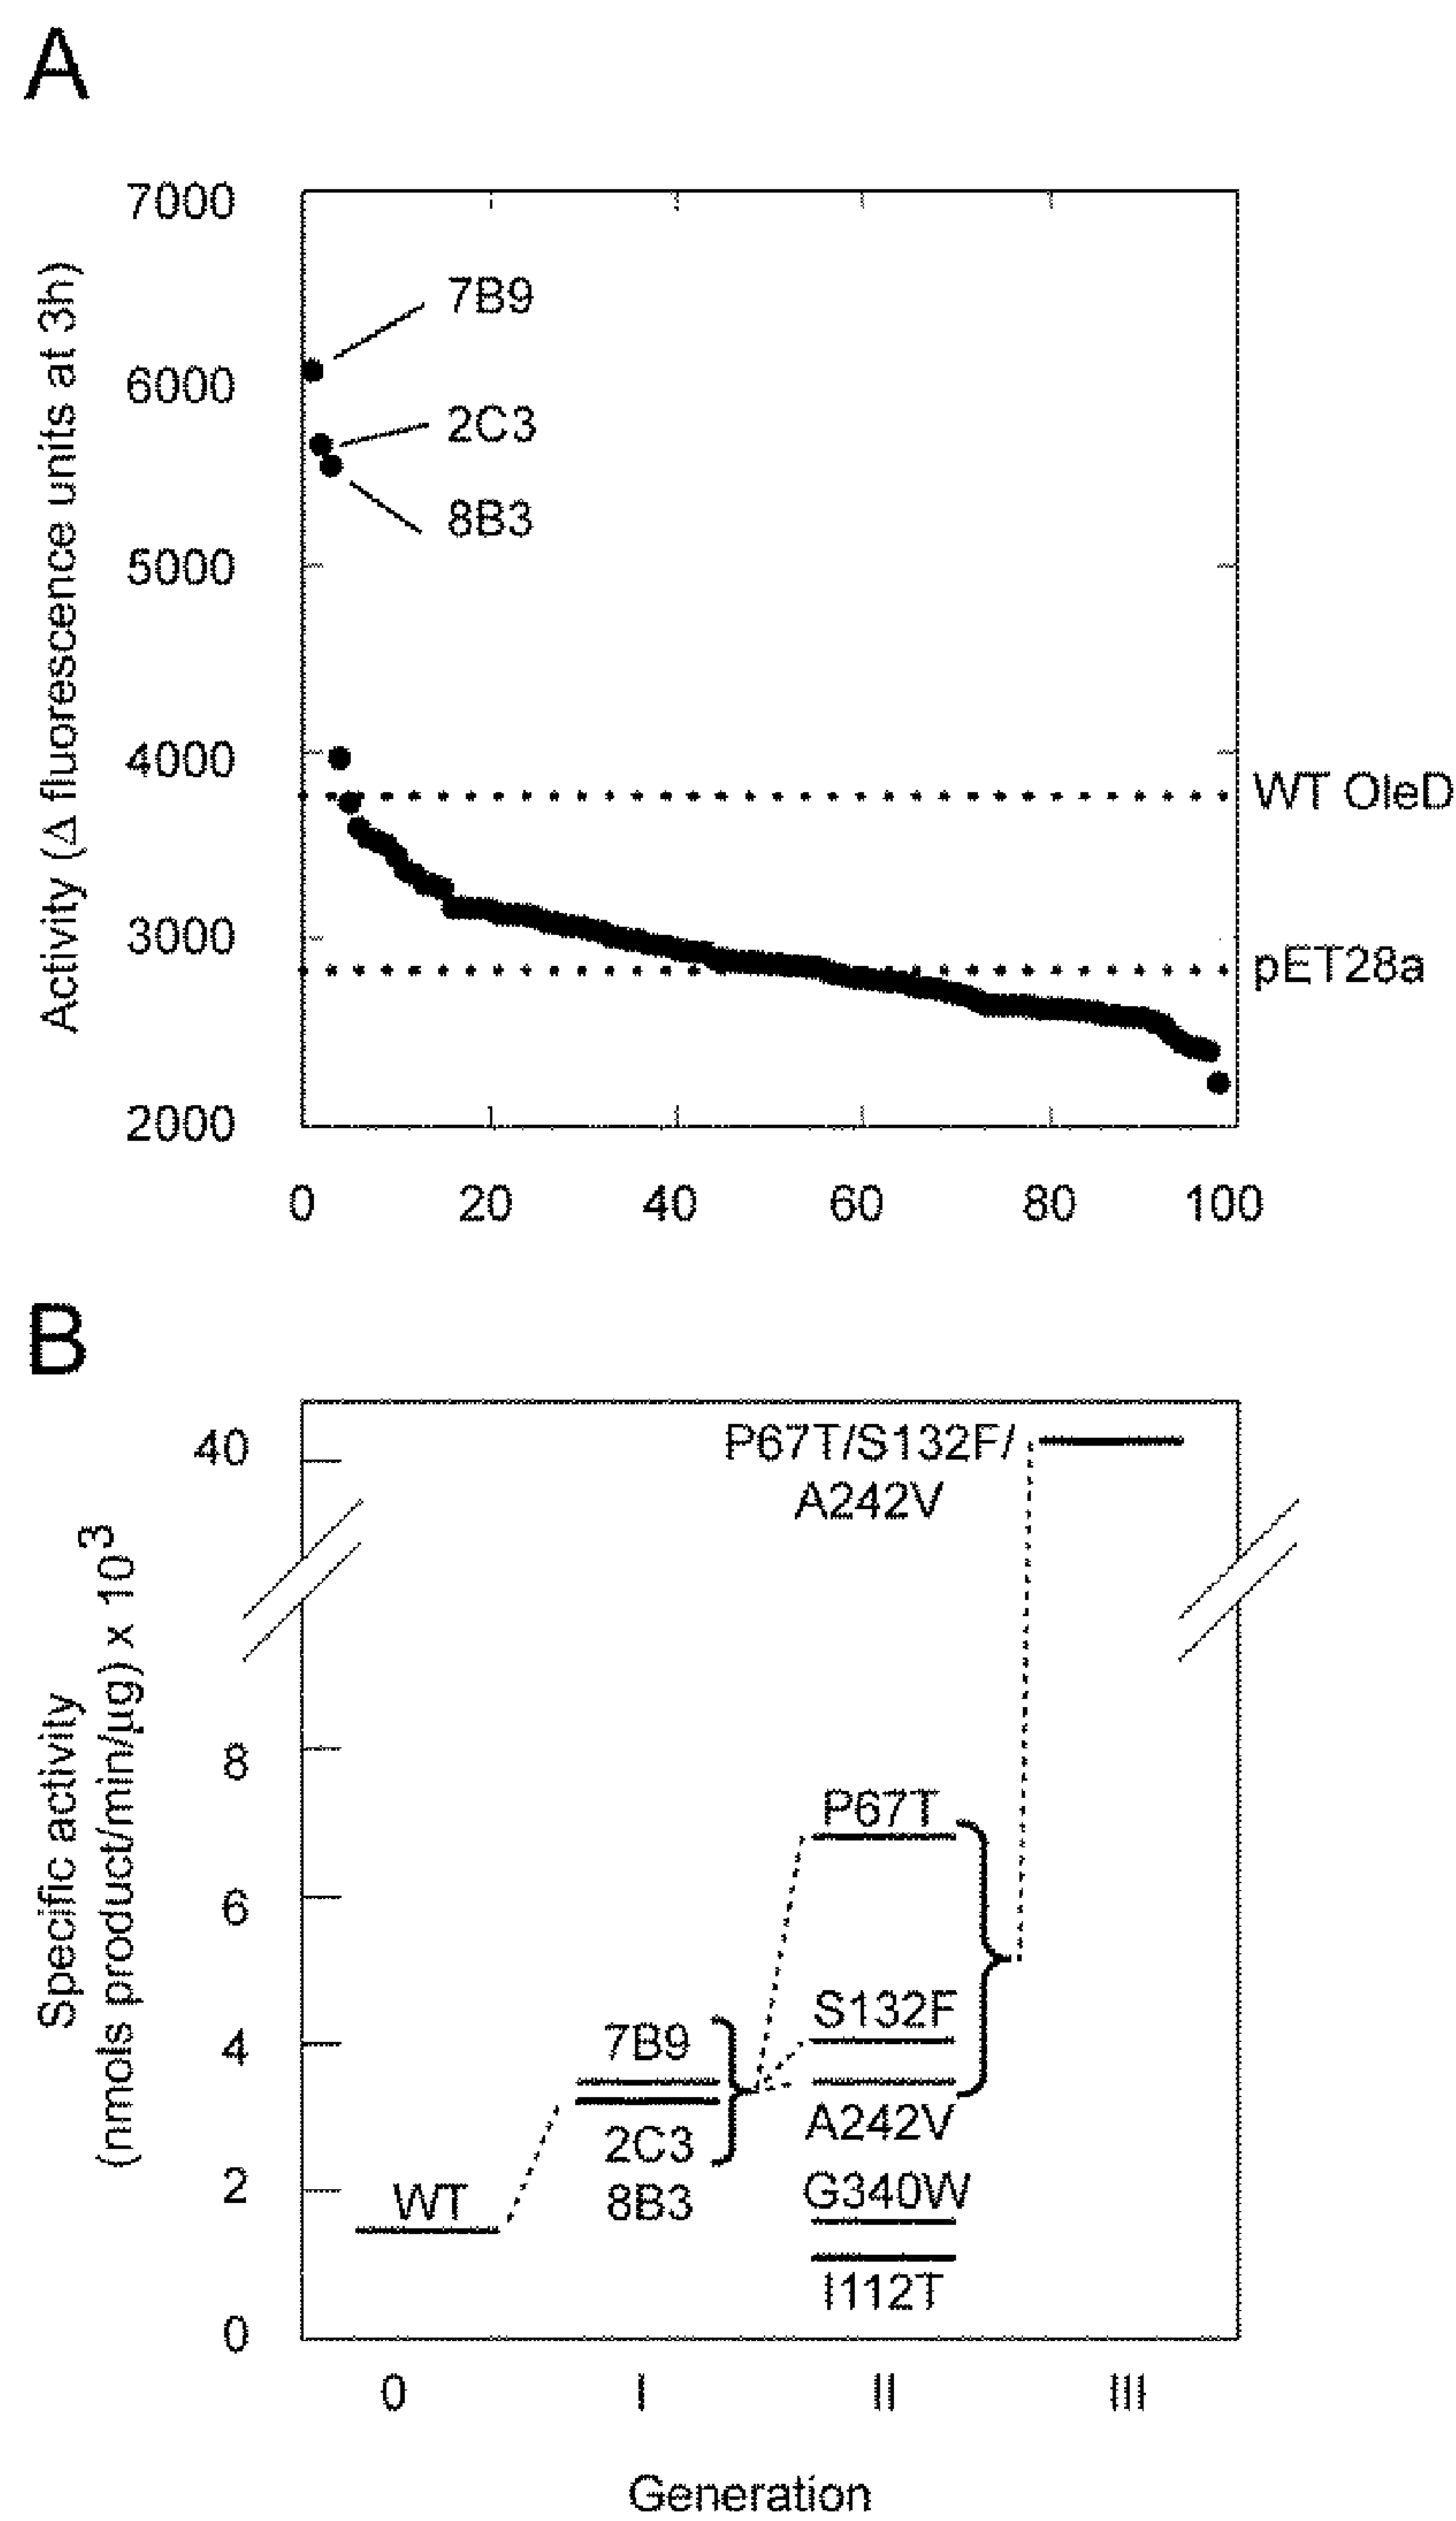 A
7000
6000
5000
4000
3000
2000
Activity (Δ fluorescence units at 3h)
7B9
2C3
8B3
WT OleD
pET28a
0 20 40 60 80 100
B
40
8
6
4
2
0
Specific activity
(nmols product/min/µg) x 10³
P67T/S132F/
A242V
P67T
S132F
7B9
A242V
2C3
G340W
WT
8B3
I112T
0 I II III
Generation